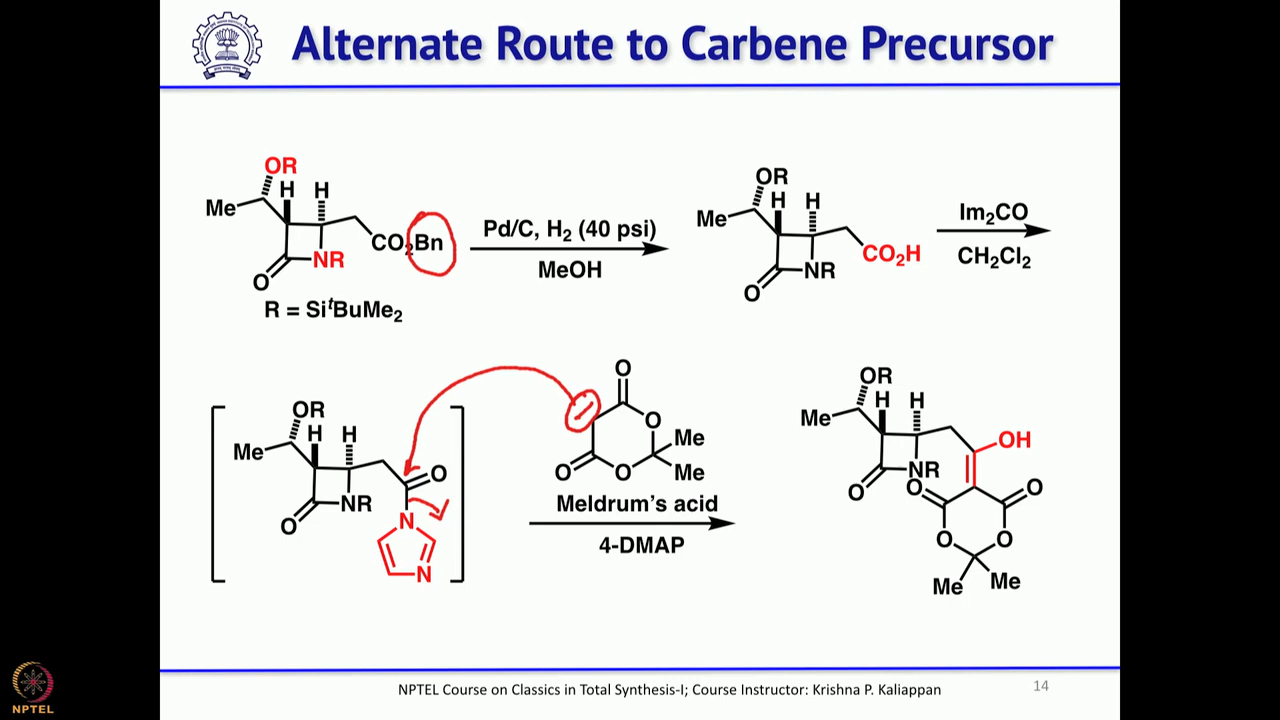 Alternate Route to Carbene Precursor
OR
H H
Me
CO2Bn
NR
O
R = SitBuMe2
Pd/C, H2 (40 psi)
MeOH
OR
H H
Me
CO2H
NR
O
Im2CO
CH2Cl2
OR
H H
Me
O
NR
O
N
N
O
O
Me
O
O
Me
Meldrum's acid
4-DMAP
OR
H H
Me
OH
NR
O
O
O
O
O
Me
Me
NPTEL
NPTEL Course on Classics in Total Synthesis-I; Course Instructor: Krishna P. Kaliappan
14